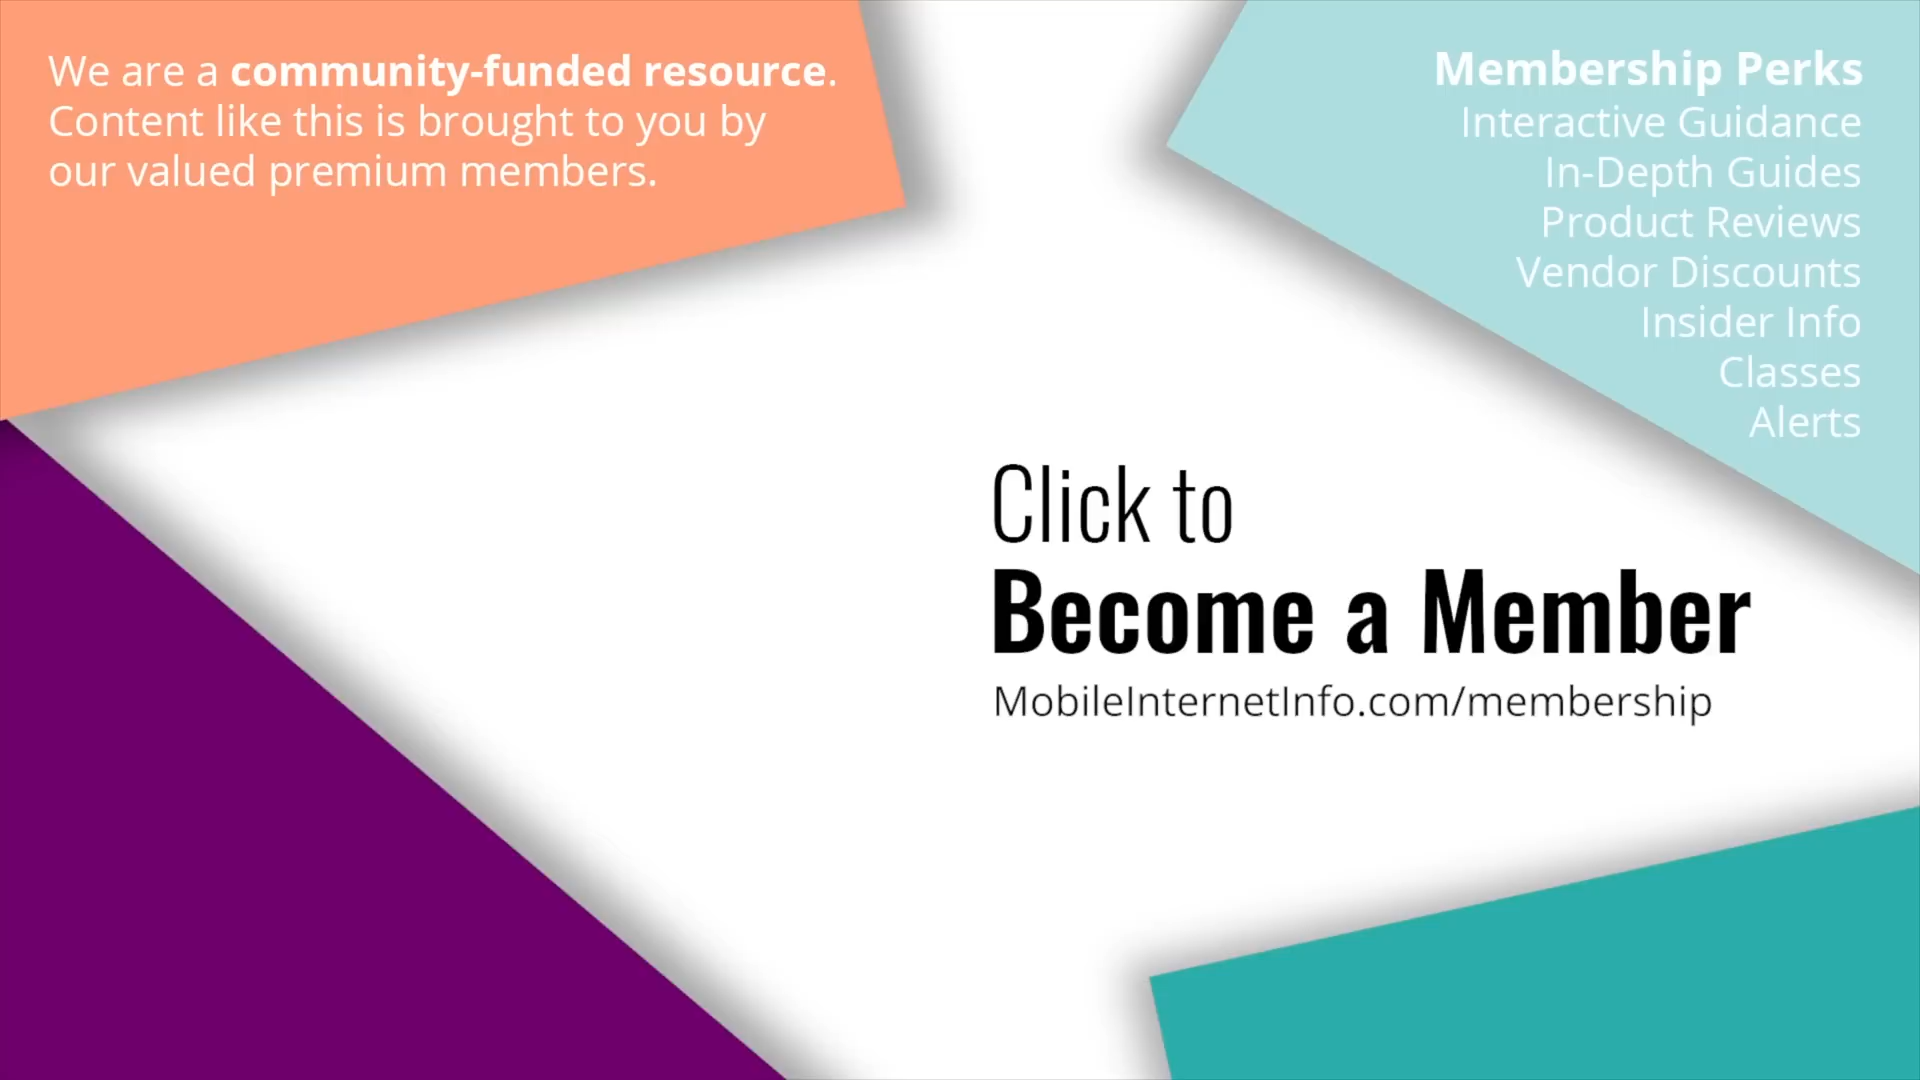 We are a community-funded resource.
Content like this is brought to you by
our valued premium members.
Membership Perks
Interactive Guidance
In-Depth Guides
Product Reviews
Vendor Discounts
Insider Info
Classes
Alerts
Click to
Become a Member
MobileInternetInfo.com/membership